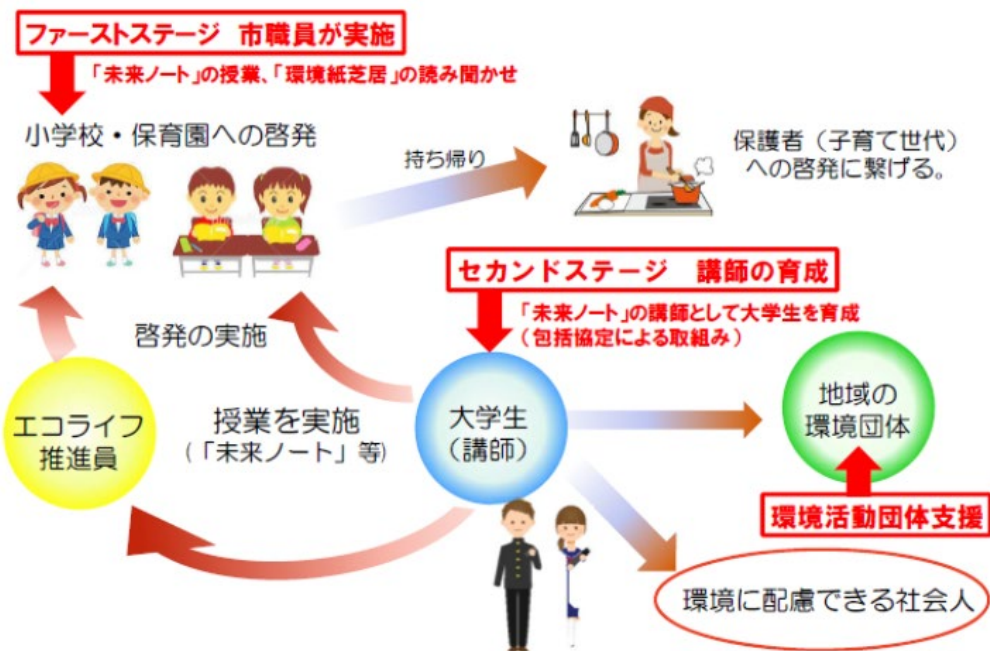 ファーストステージ 市職員が実施
「未来ノート」の授業、「環境紙芝居」の読み聞かせ
小学校・保育園への啓発
持ち帰り
保護者（子育て世代）
への啓発に繋げる。
セカンドステージ 講師の育成
「未来ノート」の講師として大学生を育成
（包括協定による取組み）
啓発の実施
エコライフ
推進員
授業を実施
(「未来ノート」等)
大学生
（講師）
地域の
環境団体
環境活動団体支援
環境に配慮できる社会人